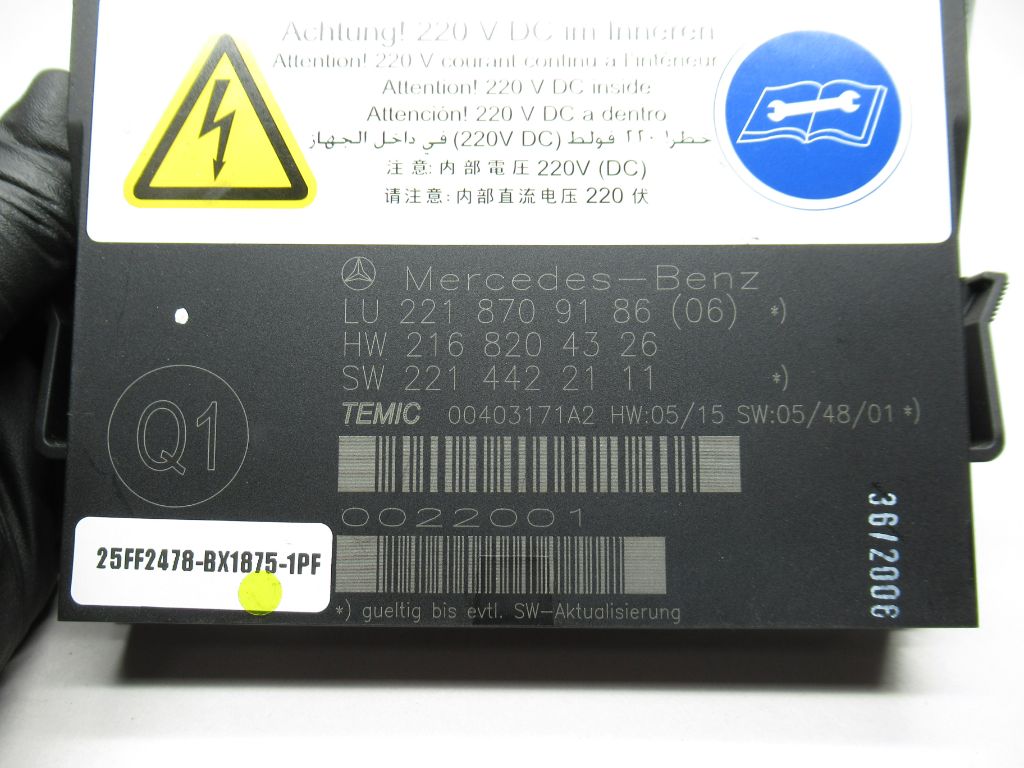 Achtung! 220 V DC im Inneren
Attention! 220 V courant continu a l'intérieur
Attention! 220 V DC inside
Attención! 220 V DC a dentro
خطر! ٢٢٠ فولط (220V DC) في داخل الجهاز
注意: 内部電圧 220V (DC)
请注意: 内部直流电压 220 伏
Mercedes-Benz
LU 221 870 91 86 (06) *)
HW 216 820 43 26
SW 221 442 21 11 *)
TEMIC 00403171A2 HW:05/15 SW:05/48/01 *)
Q1
0022001
36/2006
25FF2478-BX1875-1PF
*) gueltig bis evtl. SW-Aktualisierung